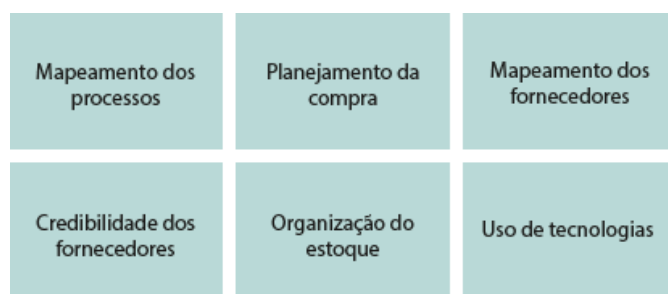 Mapeamento dos
processos
Planejamento da
compra
Mapeamento dos
fornecedores
Credibilidade dos
fornecedores
Organização do
estoque
Uso de tecnologias